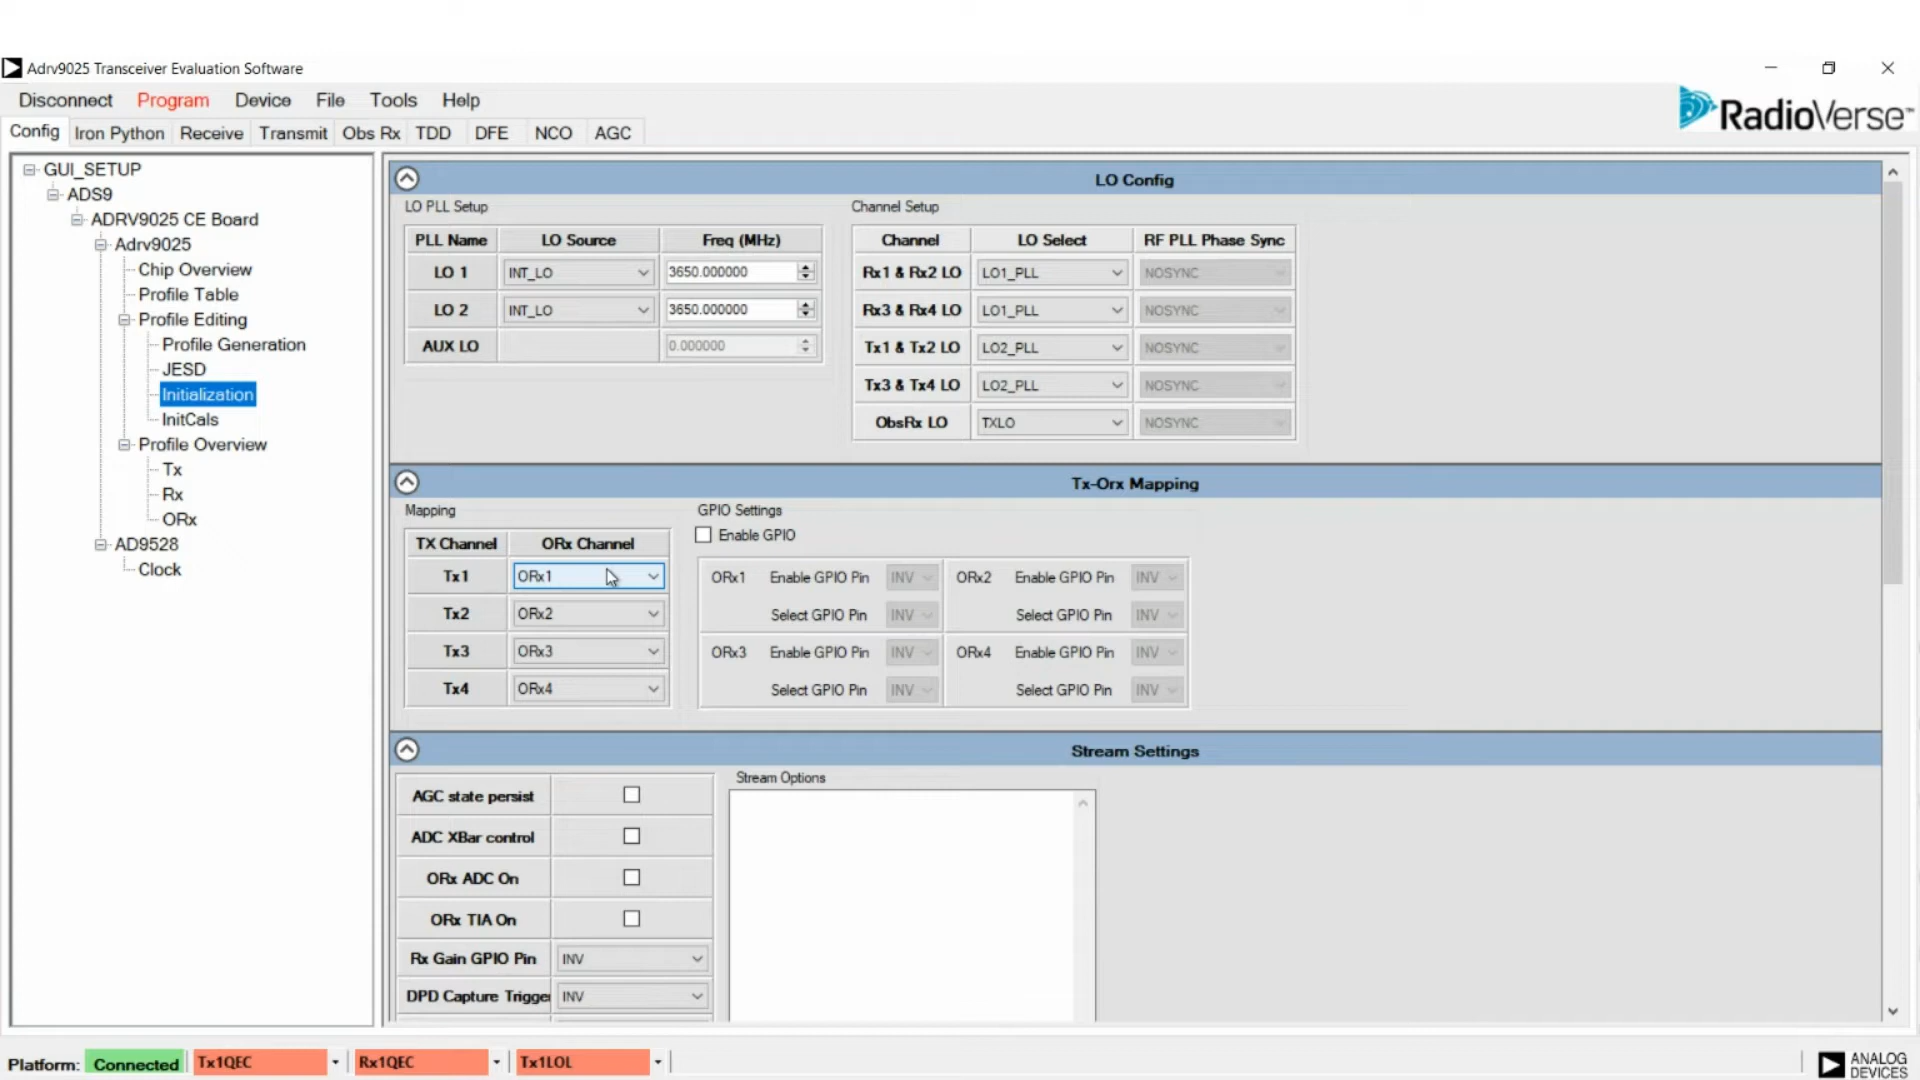 Adrv9025 Transceiver Evaluation Software
Disconnect Program Device File Tools Help
RadioVerse™
Config Iron Python Receive Transmit Obs Rx TDD DFE NCO AGC
GUI_SETUP
ADS9
ADRV9025 CE Board
Adrv9025
Chip Overview
Profile Table
Profile Editing
Profile Generation
JESD
Initialization
InitCals
Profile Overview
Tx
Rx
ORx
AD9528
Clock
LO Config
LO PLL Setup
PLL Name LO Source Freq (MHz)
LO 1 INT_LO 3650.000000
LO 2 INT_LO 3650.000000
AUX LO 0.000000
Channel Setup
Channel LO Select RF PLL Phase Sync
Rx1 & Rx2 LO LO1_PLL NOSYNC
Rx3 & Rx4 LO LO1_PLL NOSYNC
Tx1 & Tx2 LO LO2_PLL NOSYNC
Tx3 & Tx4 LO LO2_PLL NOSYNC
ObsRx LO TXLO NOSYNC
Tx-Orx Mapping
Mapping
TX Channel ORx Channel
Tx1 ORx1
Tx2 ORx2
Tx3 ORx3
Tx4 ORx4
GPIO Settings
Enable GPIO
ORx1 Enable GPIO Pin INV ORx2 Enable GPIO Pin INV
Select GPIO Pin INV Select GPIO Pin INV
ORx3 Enable GPIO Pin INV ORx4 Enable GPIO Pin INV
Select GPIO Pin INV Select GPIO Pin INV
Stream Settings
AGC state persist
ADC XBar control
ORx ADC On
ORx TIA On
Rx Gain GPIO Pin INV
DPD Capture Trigger INV
Stream Options
Platform: Connected Tx1QEC Rx1QEC Tx1LOL
ANALOG
DEVICES